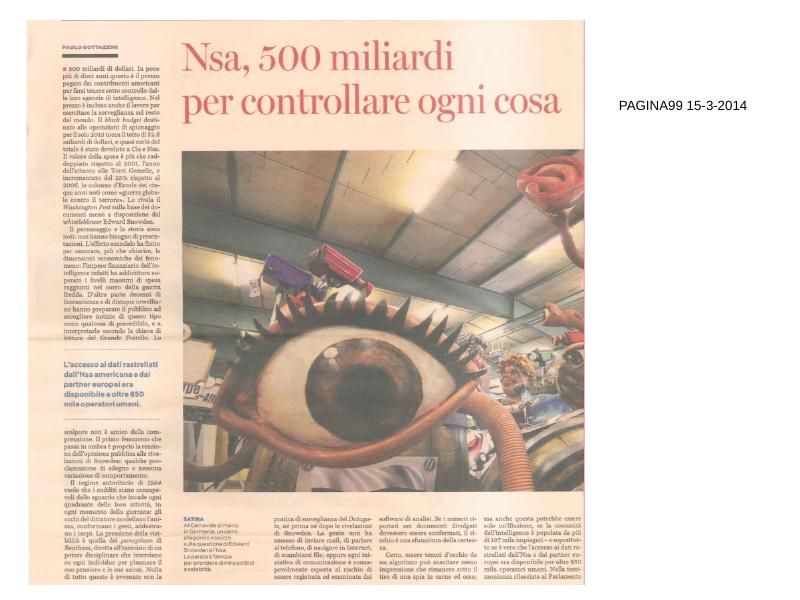 PAOLO BOTTAZZINI
Nsa, 500 miliardi
per controllare ogni cosa
PAGINA99 15-3-2014
500 miliardi di dollari. In poco
più di dieci anni questo è il prezzo
pagato dai contribuenti americani
per farsi tenere sotto controllo dal-
le loro agenzie di intelligence. Nel
prezzo è incluso anche il lavoro per
esercitare la sorveglianza sul resto
del mondo. Il black budget desti-
nato alle operazioni di spionaggio
per il solo 2013 tocca il tetto di 52,6
miliardi di dollari, e quasi metà del
totale è stato devoluto a Cia e Nsa.
Il valore della spesa è più che rad-
doppiato rispetto al 2001, l'anno
dell'attacco alle Torri Gemelle, e
incrementato del 25% rispetto al
2006, le colonne d'Ercole dei cin-
que anni noti come «guerra globa-
le contro il terrore». Lo rivela il
Washington Post sulla base dei do-
cumenti messi a disposizione dal
whistleblower Edward Snowden.
Il personaggio e la storia sono
noti: non hanno bisogno di presen-
tazioni. L'effetto scandalo ha finito
per oscurare, più che chiarire, le
dimensioni economiche del feno-
meno: l'impero finanziario dell'in-
telligence infatti ha addirittura su-
perato i livelli massimi di spesa
raggiunti nel corso della guerra
fredda. D'altra parte decenni di
fantascienza e di distopie orwellia-
ne hanno preparato il pubblico ad
accogliere notizie di questo tipo
come qualcosa di prevedibile, e a
interpretarlo secondo la chiave di
lettura del Grande Fratello. Lo
L'accesso ai dati rastrellati
dall'Nsa americana e dai
partner europei era
disponibile a oltre 850
mila operatori umani.
scalpore non è amico della com-
prensione. Il primo fenomeno che
passa in ombra è proprio la reazio-
ne dell'opinione pubblica alle rive-
lazioni di Snowden: qualche pro-
clamazione di sdegno e nessuna
variazione di comportamento.
Il regime autoritario di 1984
vuole che i sudditi siano consape-
voli dello sguardo che invade ogni
quadrante delle loro attività, in
ogni momento della giornata: gli
occhi del dittatore modellano l'ani-
ma, conformano i gesti, addestra-
no i corpi. La pressione della visi-
bilità è quella del panopticon di
Bentham, diretta all'esercizio di un
potere disciplinare che interviene
su ogni individuo per plasmare il
suo pensiero e le sue azioni. Nulla
di tutto questo è avvenuto con la
SATIRA
Al Carnevale di Mainz,
in Germania, un carro
allegorico ironizza
sulla questione di Edward
Snowden e l'Nsa.
La parata è famosa
per prendere di mira politici
e celebrità
pratica di sorveglianza del Dataga-
te, né prima né dopo le rivelazioni
di Snowden. La gente non ha
smesso di inviare mail, di parlare
al telefono, di navigare in Internet,
di scambiarsi file; eppure ogni ini-
ziativa di comunicazione è consa-
pevolmente esposta al rischio di
essere registrata ed esaminata dai
software di analisi. Se i numeri ri-
portati nei documenti divulgati
dovessero essere confermati, il ri-
schio è una sfumatura della certez-
za.
Certo, essere tenuti d'occhio da
un algoritmo può suscitare meno
impressione che rimanere sotto il
tiro di una spia in carne ed ossa;
ma anche questa potrebbe essere
solo un'illusione, se la comunità
dell'intelligence è popolata da più
di 107 mila impiegati – e soprattut-
to se è vero che l'accesso ai dati ra-
strellati dall'Nsa e dai partner eu-
ropei era disponibile per oltre 850
mila operatori umani. Nella testi-
monianza rilasciata al Parlamento